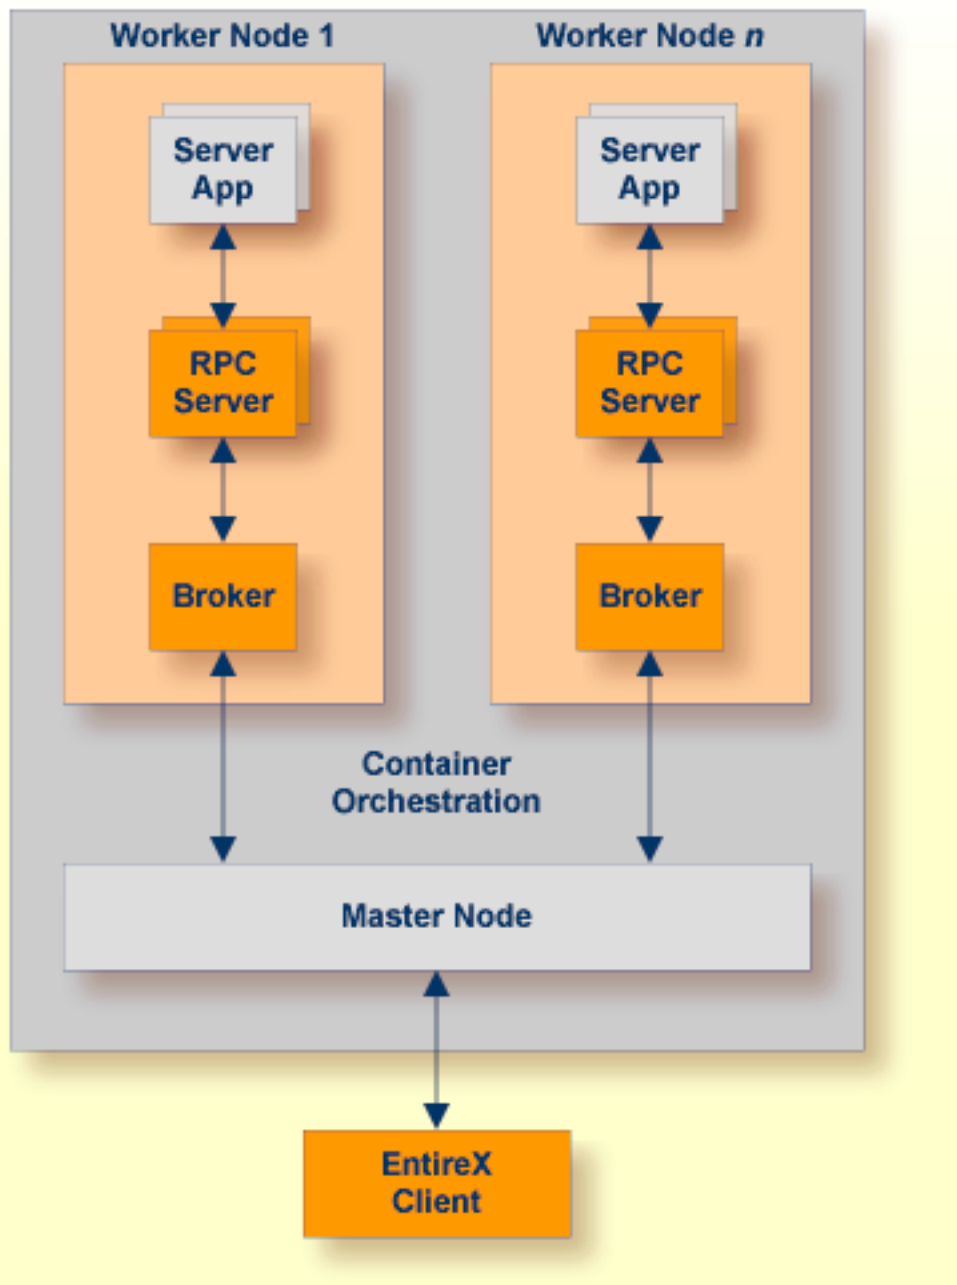 Worker Node 1
Worker Node n
Server
App
Server
App
RPC
Server
RPC
Server
Broker
Broker
Container
Orchestration
Master Node
EntireX
Client